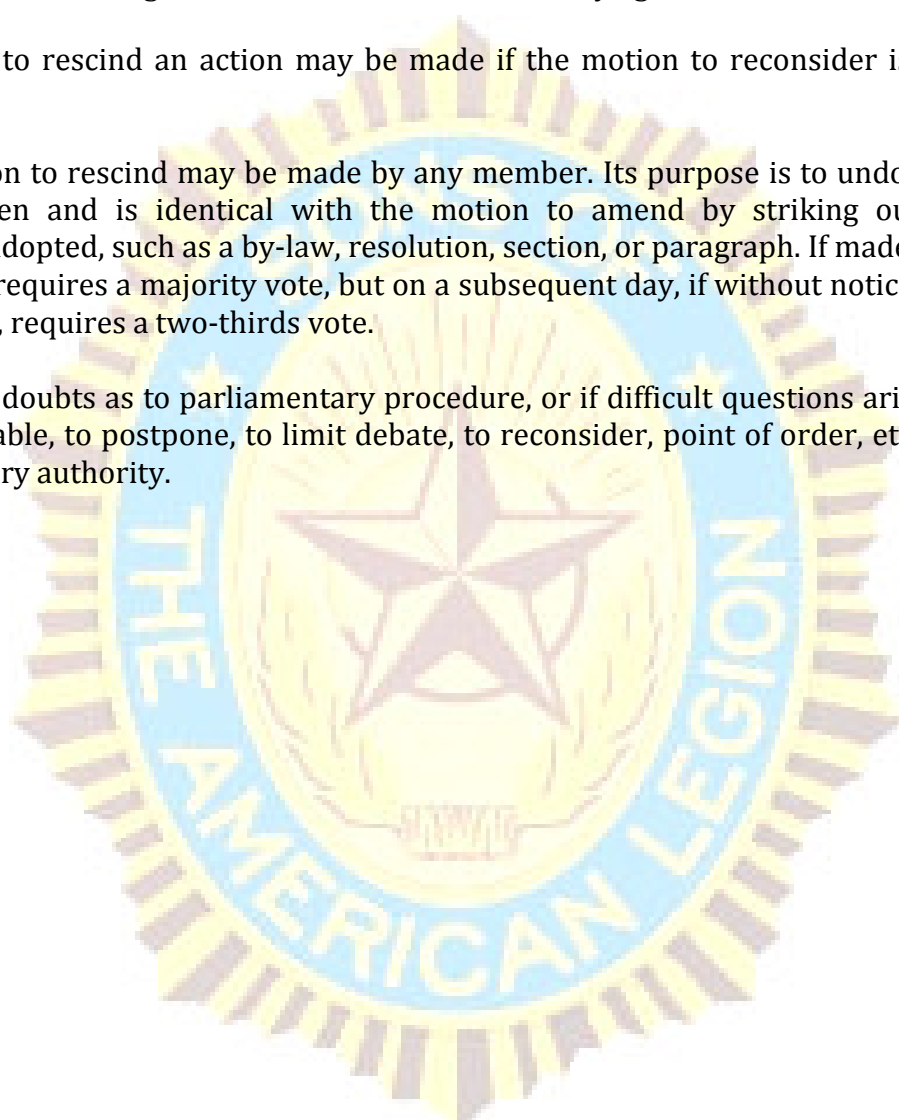 to rescind an action may be made if the motion to reconsider is
on to rescind may be made by any member. Its purpose is to undo
en and is identical with the motion to amend by striking ou
dopted, such as a by-law, resolution, section, or paragraph. If made
requires a majority vote, but on a subsequent day, if without notic
, requires a two-thirds vote.
doubts as to parliamentary procedure, or if difficult questions ari
able, to postpone, to limit debate, to reconsider, point of order, et
ry authority.
SONS OF
THE AMERICAN LEGION